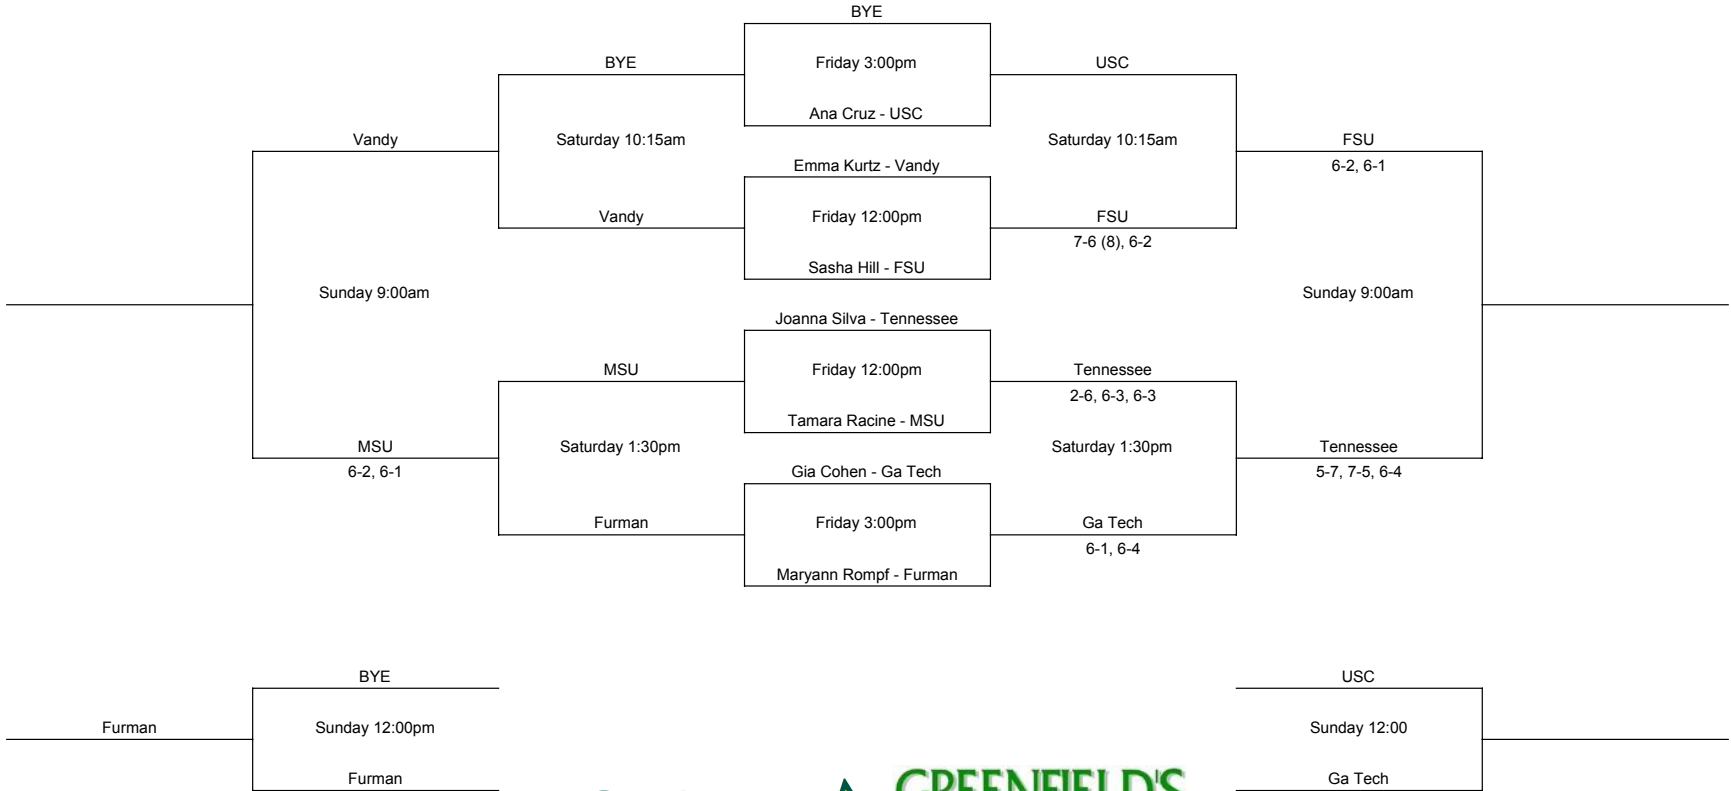 BYE
BYE
Friday 3:00pm
USC
Ana Cruz - USC
Vandy
Saturday 10:15am
Saturday 10:15am
FSU
Emma Kurtz - Vandy
6-2, 6-1
Vandy
Friday 12:00pm
FSU
7-6 (8), 6-2
Sasha Hill - FSU
Sunday 9:00am
Sunday 9:00am
Joanna Silva - Tennessee
MSU
Friday 12:00pm
Tennessee
2-6, 6-3, 6-3
Tamara Racine - MSU
MSU
Saturday 1:30pm
Saturday 1:30pm
Tennessee
6-2, 6-1
Gia Cohen - Ga Tech
5-7, 7-5, 6-4
Furman
Friday 3:00pm
Ga Tech
6-1, 6-4
Maryann Rompf - Furman
BYE
USC
Furman
Sunday 12:00pm
Sunday 12:00
Furman
GREENFIELD'S
Ga Tech